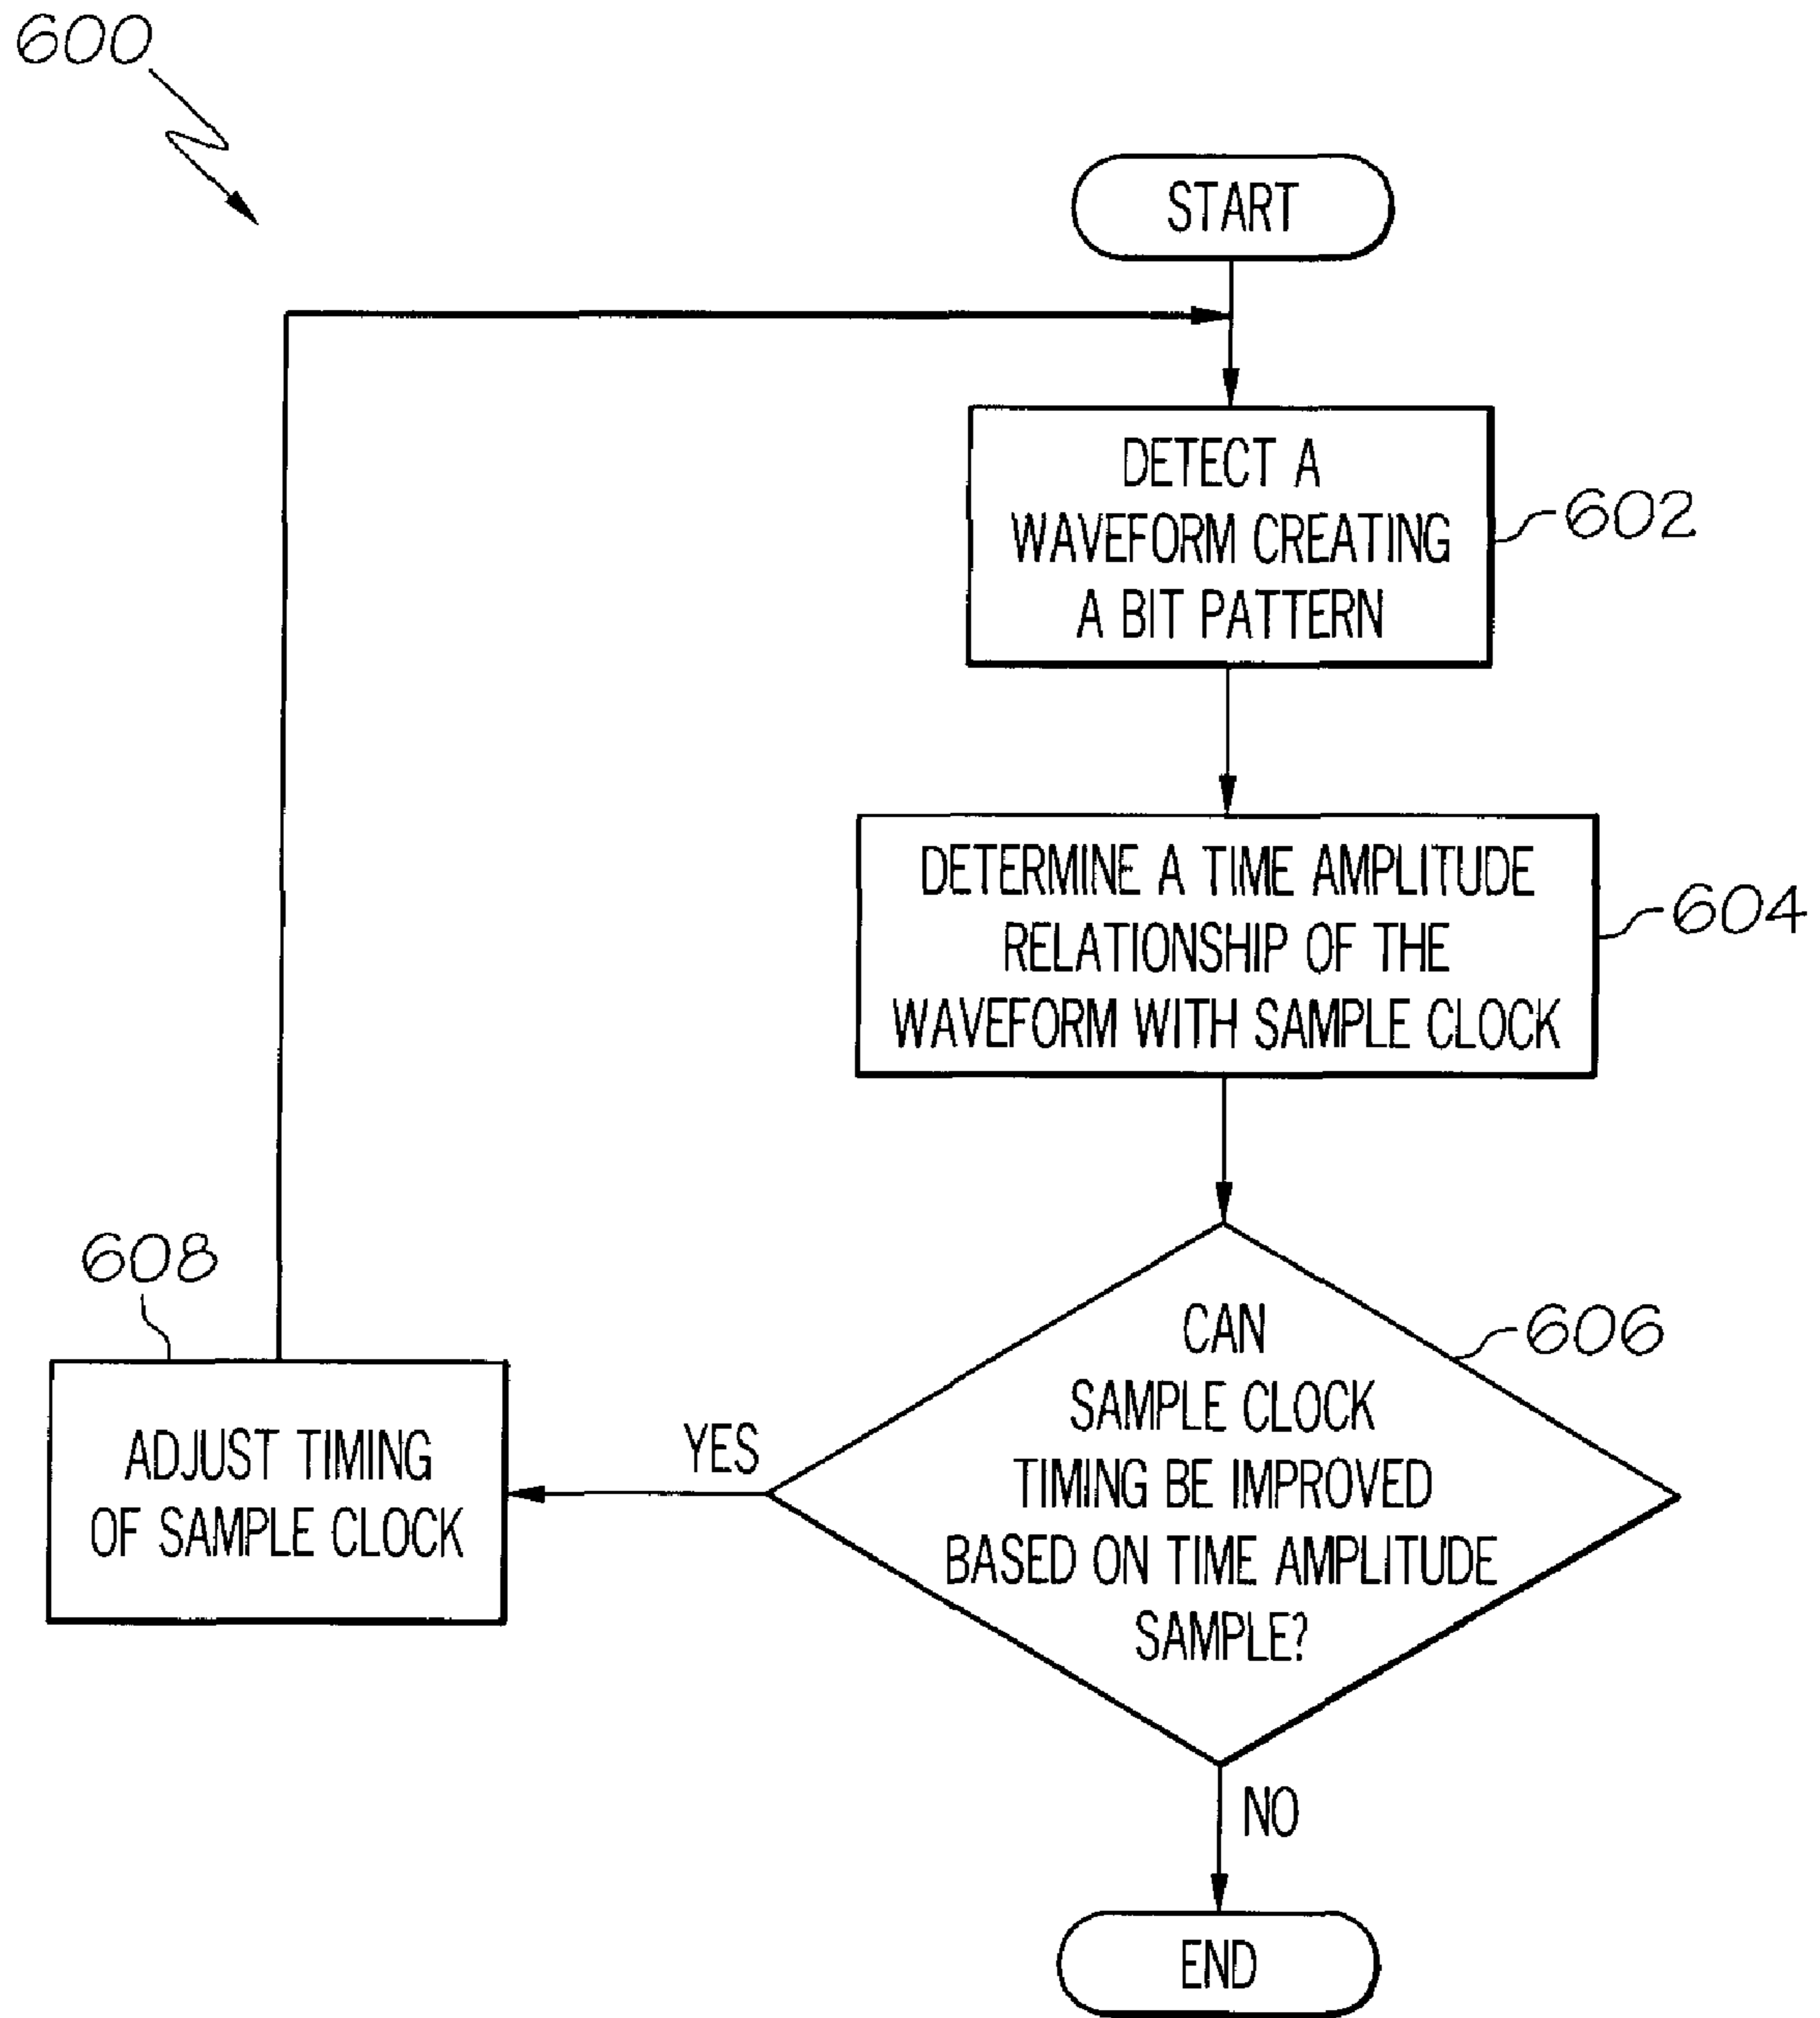 600
START
DETECT A
WAVEFORM CREATING
A BIT PATTERN
602
DETERMINE A TIME AMPLITUDE
RELATIONSHIP OF THE
WAVEFORM WITH SAMPLE CLOCK
604
CAN
SAMPLE CLOCK
TIMING BE IMPROVED
BASED ON TIME AMPLITUDE
SAMPLE?
606
YES
608
ADJUST TIMING
OF SAMPLE CLOCK
NO
END